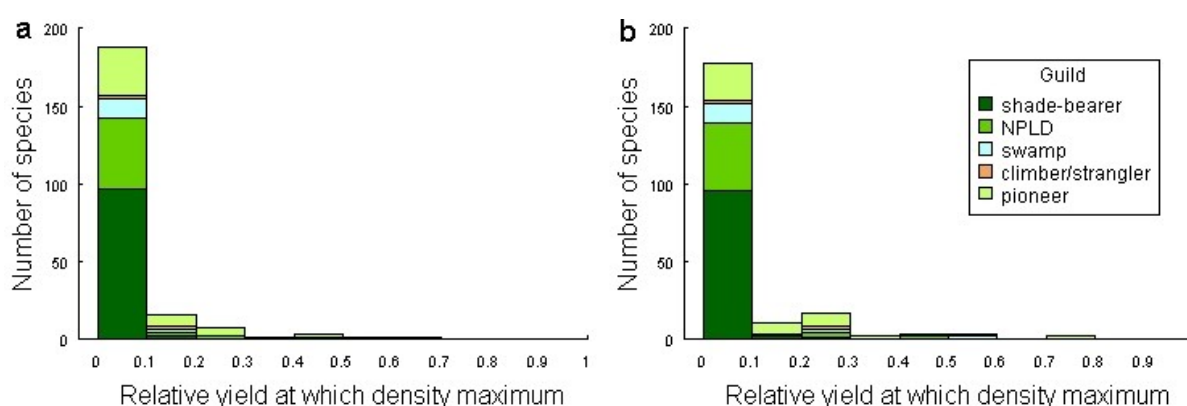 a
200
150
100
50
0
Number of species
0 0.1 0.2 0.3 0.4 0.5 0.6 0.7 0.8 0.9 1
Relative yield at which density maximum
b
200
150
100
50
0
Number of species
Guild
shade-bearer
NPLD
swamp
climber/strangler
pioneer
0 0.1 0.2 0.3 0.4 0.5 0.6 0.7 0.8 0.9
Relative yield at which density maximum